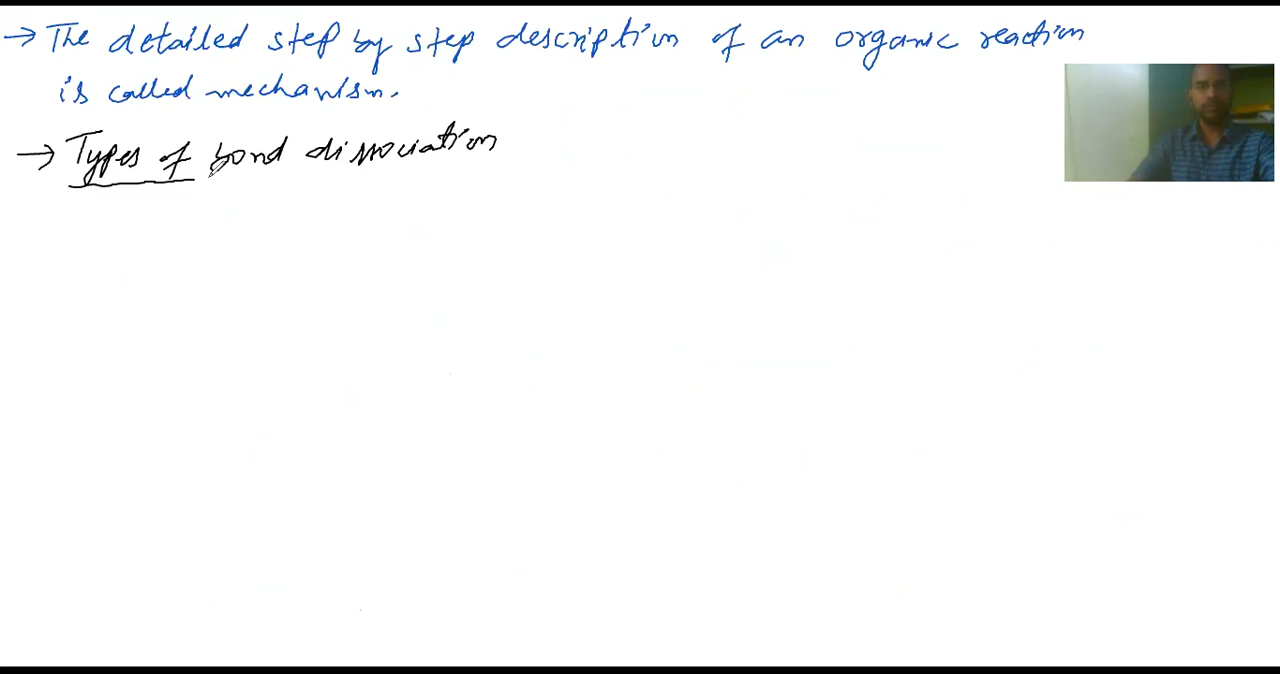 → The detailed step by step description of an organic reaction
is called mechanism.
→ Types of bond dissociation